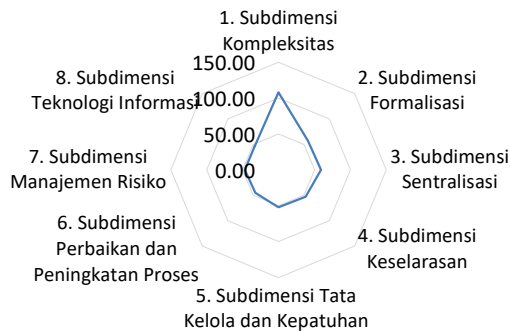 1. Subdimensi
Kompleksitas
2. Subdimensi
Formalisasi
3. Subdimensi
Sentralisasi
4. Subdimensi
Keselarasan
5. Subdimensi Tata
Kelola dan Kepatuhan
6. Subdimensi
Perbaikan dan
Peningkatan Proses
7. Subdimensi
Manajemen Risiko
8. Subdimensi
Teknologi Informasi
150.00
100.00
50.00
0.00